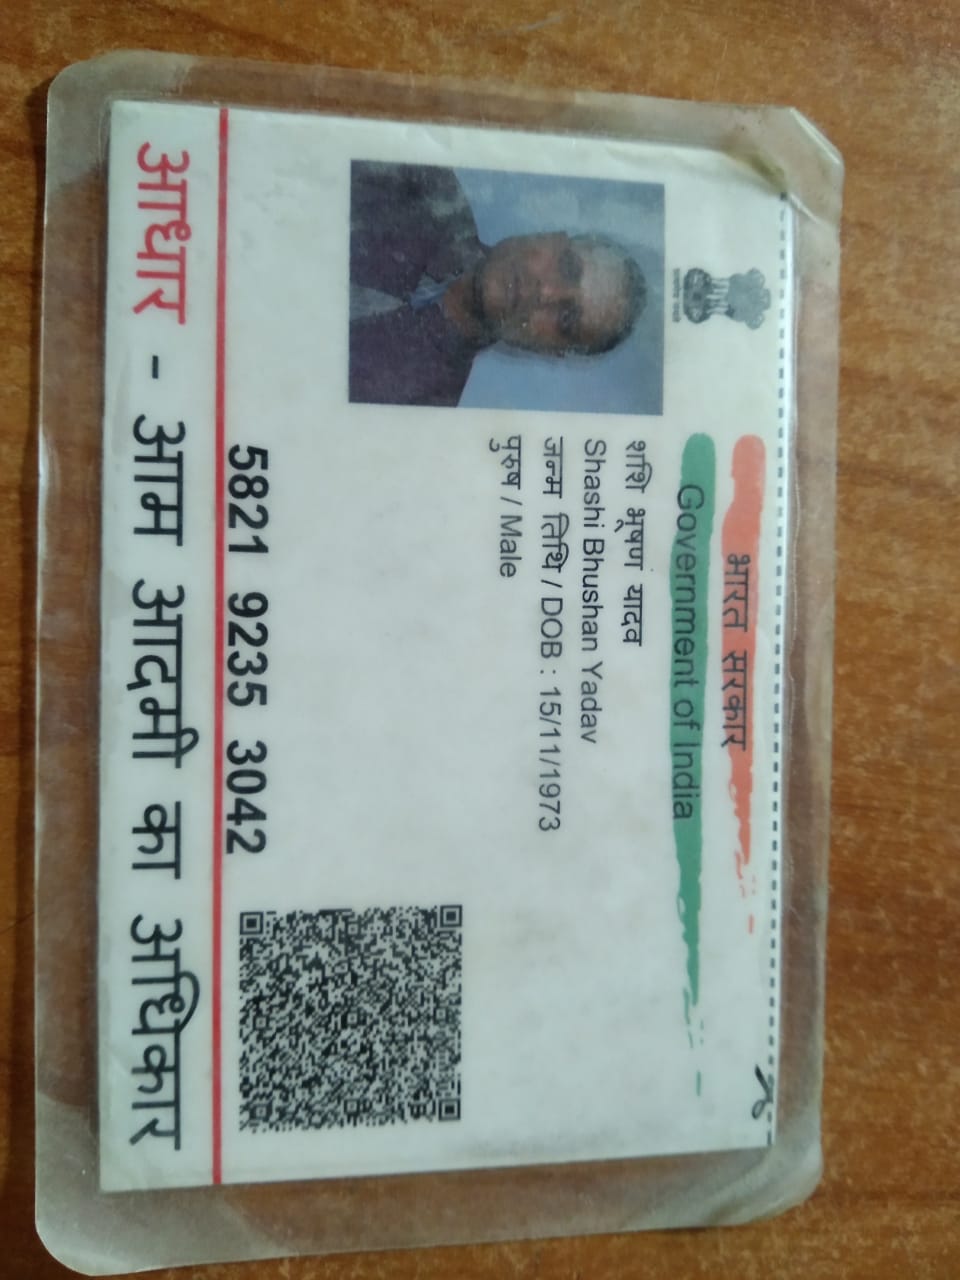 भारत सरकार
Government of India
शशि भूषण यादव
Shashi Bhushan Yadav
जन्म तिथि / DOB : 15/11/1973
पुरुष / Male
5821 9235 3042
आधार - आम आदमी का अधिकार